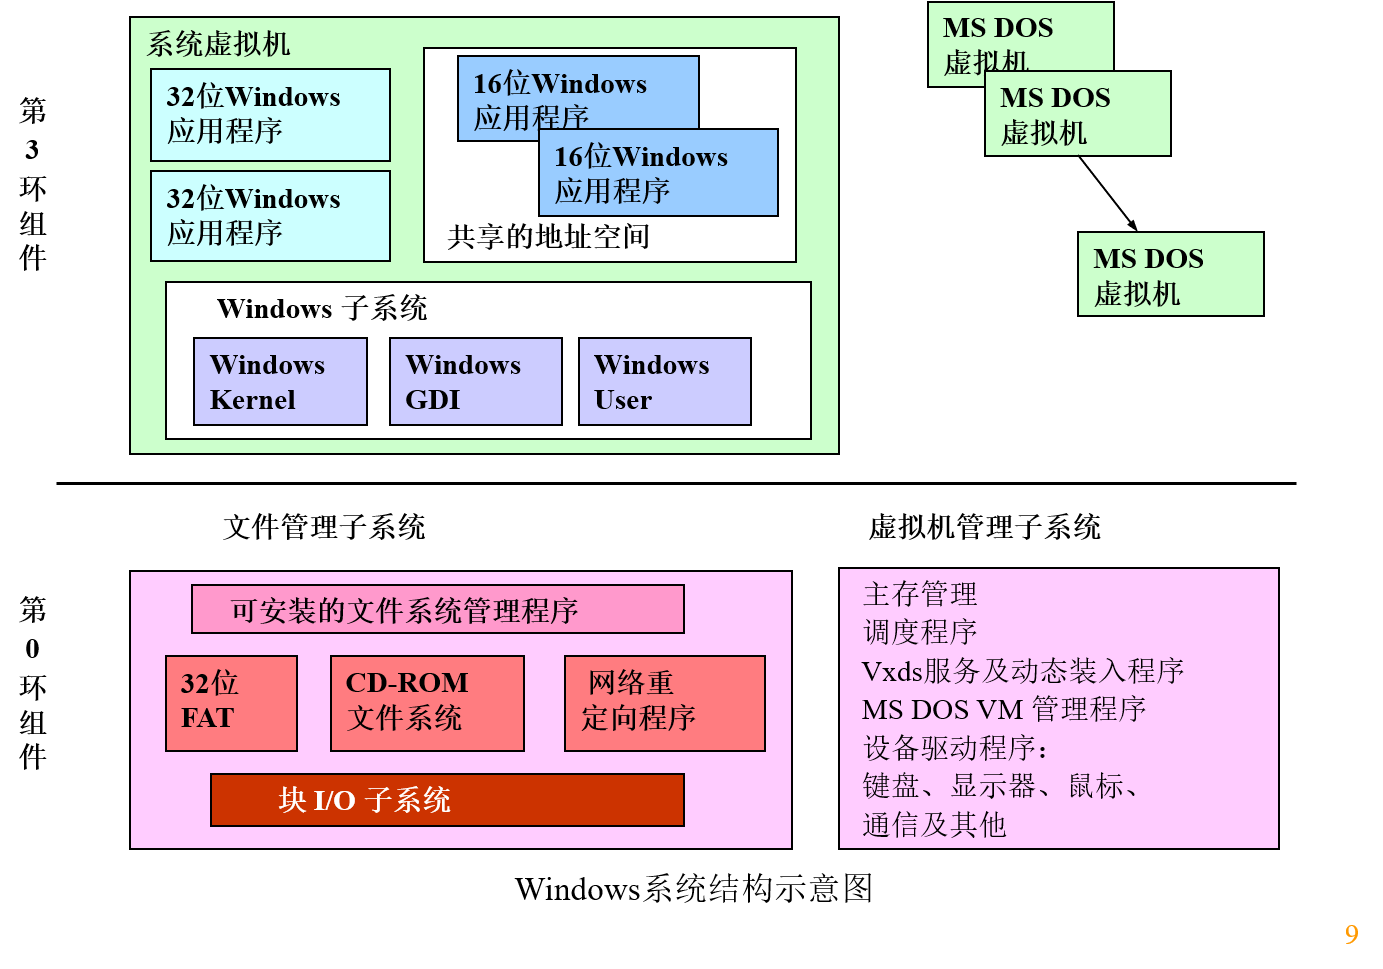 第
3
环
组
件
系统虚拟机
32位Windows
应用程序
32位Windows
应用程序
16位Windows
应用程序
16位Windows
应用程序
共享的地址空间
Windows 子系统
Windows
Kernel
Windows
GDI
Windows
User
MS DOS
虚拟机
MS DOS
虚拟机
MS DOS
虚拟机
第
0
环
组
件
文件管理子系统
可安装的文件系统管理程序
32位
FAT
CD-ROM
文件系统
网络重
定向程序
块 I/O 子系统
虚拟机管理子系统
主存管理
调度程序
Vxds服务及动态装入程序
MS DOS VM 管理程序
设备驱动程序：
键盘、显示器、鼠标、
通信及其他
Windows系统结构示意图
9